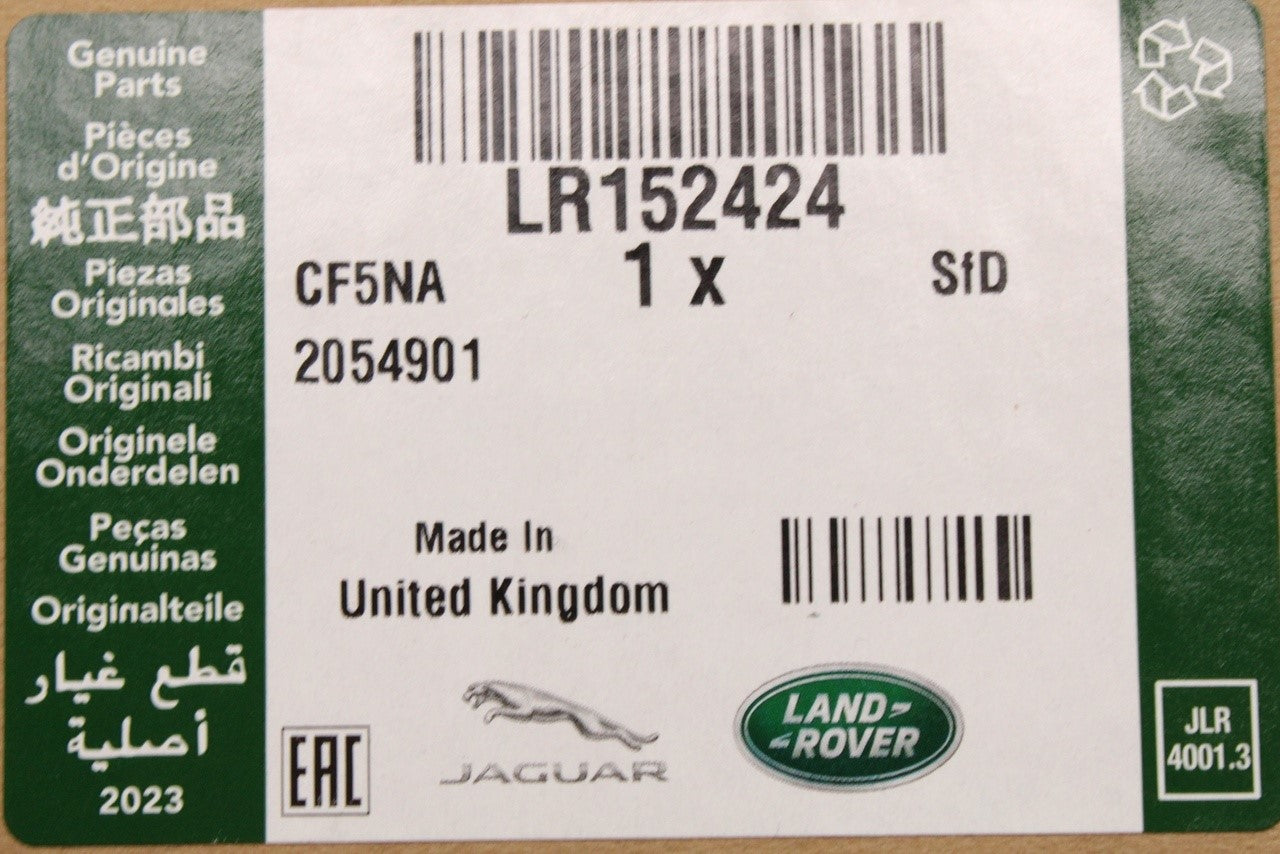 Genuine
Parts
Pièces
d'Origine
純正部品
Piezas
Originales
Ricambi
Originali
Originele
Onderdelen
Peças
Genuínas
Originalteile
قطع غيار
أصلية
2023
LR152424
CF5NA
1 x
SfD
2054901
Made In
United Kingdom
EAC
JAGUAR
LAND
ROVER
JLR
4001.3